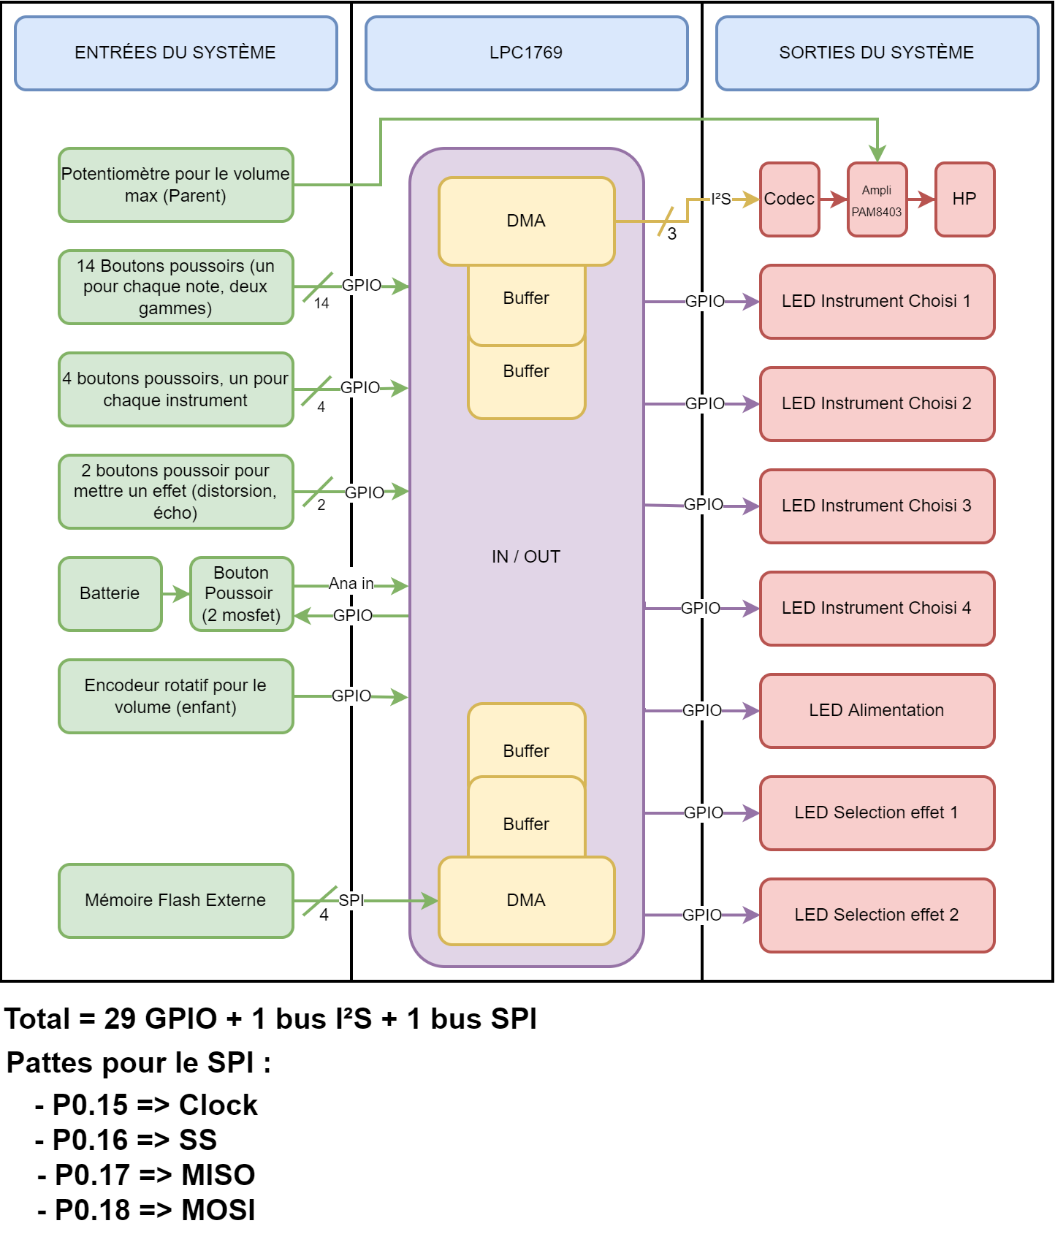 ENTRÉES DU SYSTÈME
LPC1769
SORTIES DU SYSTÈME
Potentiomètre pour le volume
max (Parent)
DMA
3
I²S
Codec
Ampli
PAM8403
HP
14 Boutons poussoirs (un
pour chaque note, deux
gammes)
14
GPIO
Buffer
GPIO
LED Instrument Choisi 1
4 boutons poussoirs, un pour
chaque instrument
4
GPIO
Buffer
GPIO
LED Instrument Choisi 2
2 boutons poussoir pour
mettre un effet (distorsion,
écho)
2
GPIO
GPIO
LED Instrument Choisi 3
IN / OUT
Batterie
Bouton
Poussoir
(2 mosfet)
Ana in
GPIO
GPIO
LED Instrument Choisi 4
Encodeur rotatif pour le
volume (enfant)
GPIO
GPIO
LED Alimentation
Buffer
Buffer
GPIO
LED Selection effet 1
Mémoire Flash Externe
4
SPI
DMA
GPIO
LED Selection effet 2
Total = 29 GPIO + 1 bus I²S + 1 bus SPI
Pattes pour le SPI :
- P0.15 => Clock
- P0.16 => SS
- P0.17 => MISO
- P0.18 => MOSI